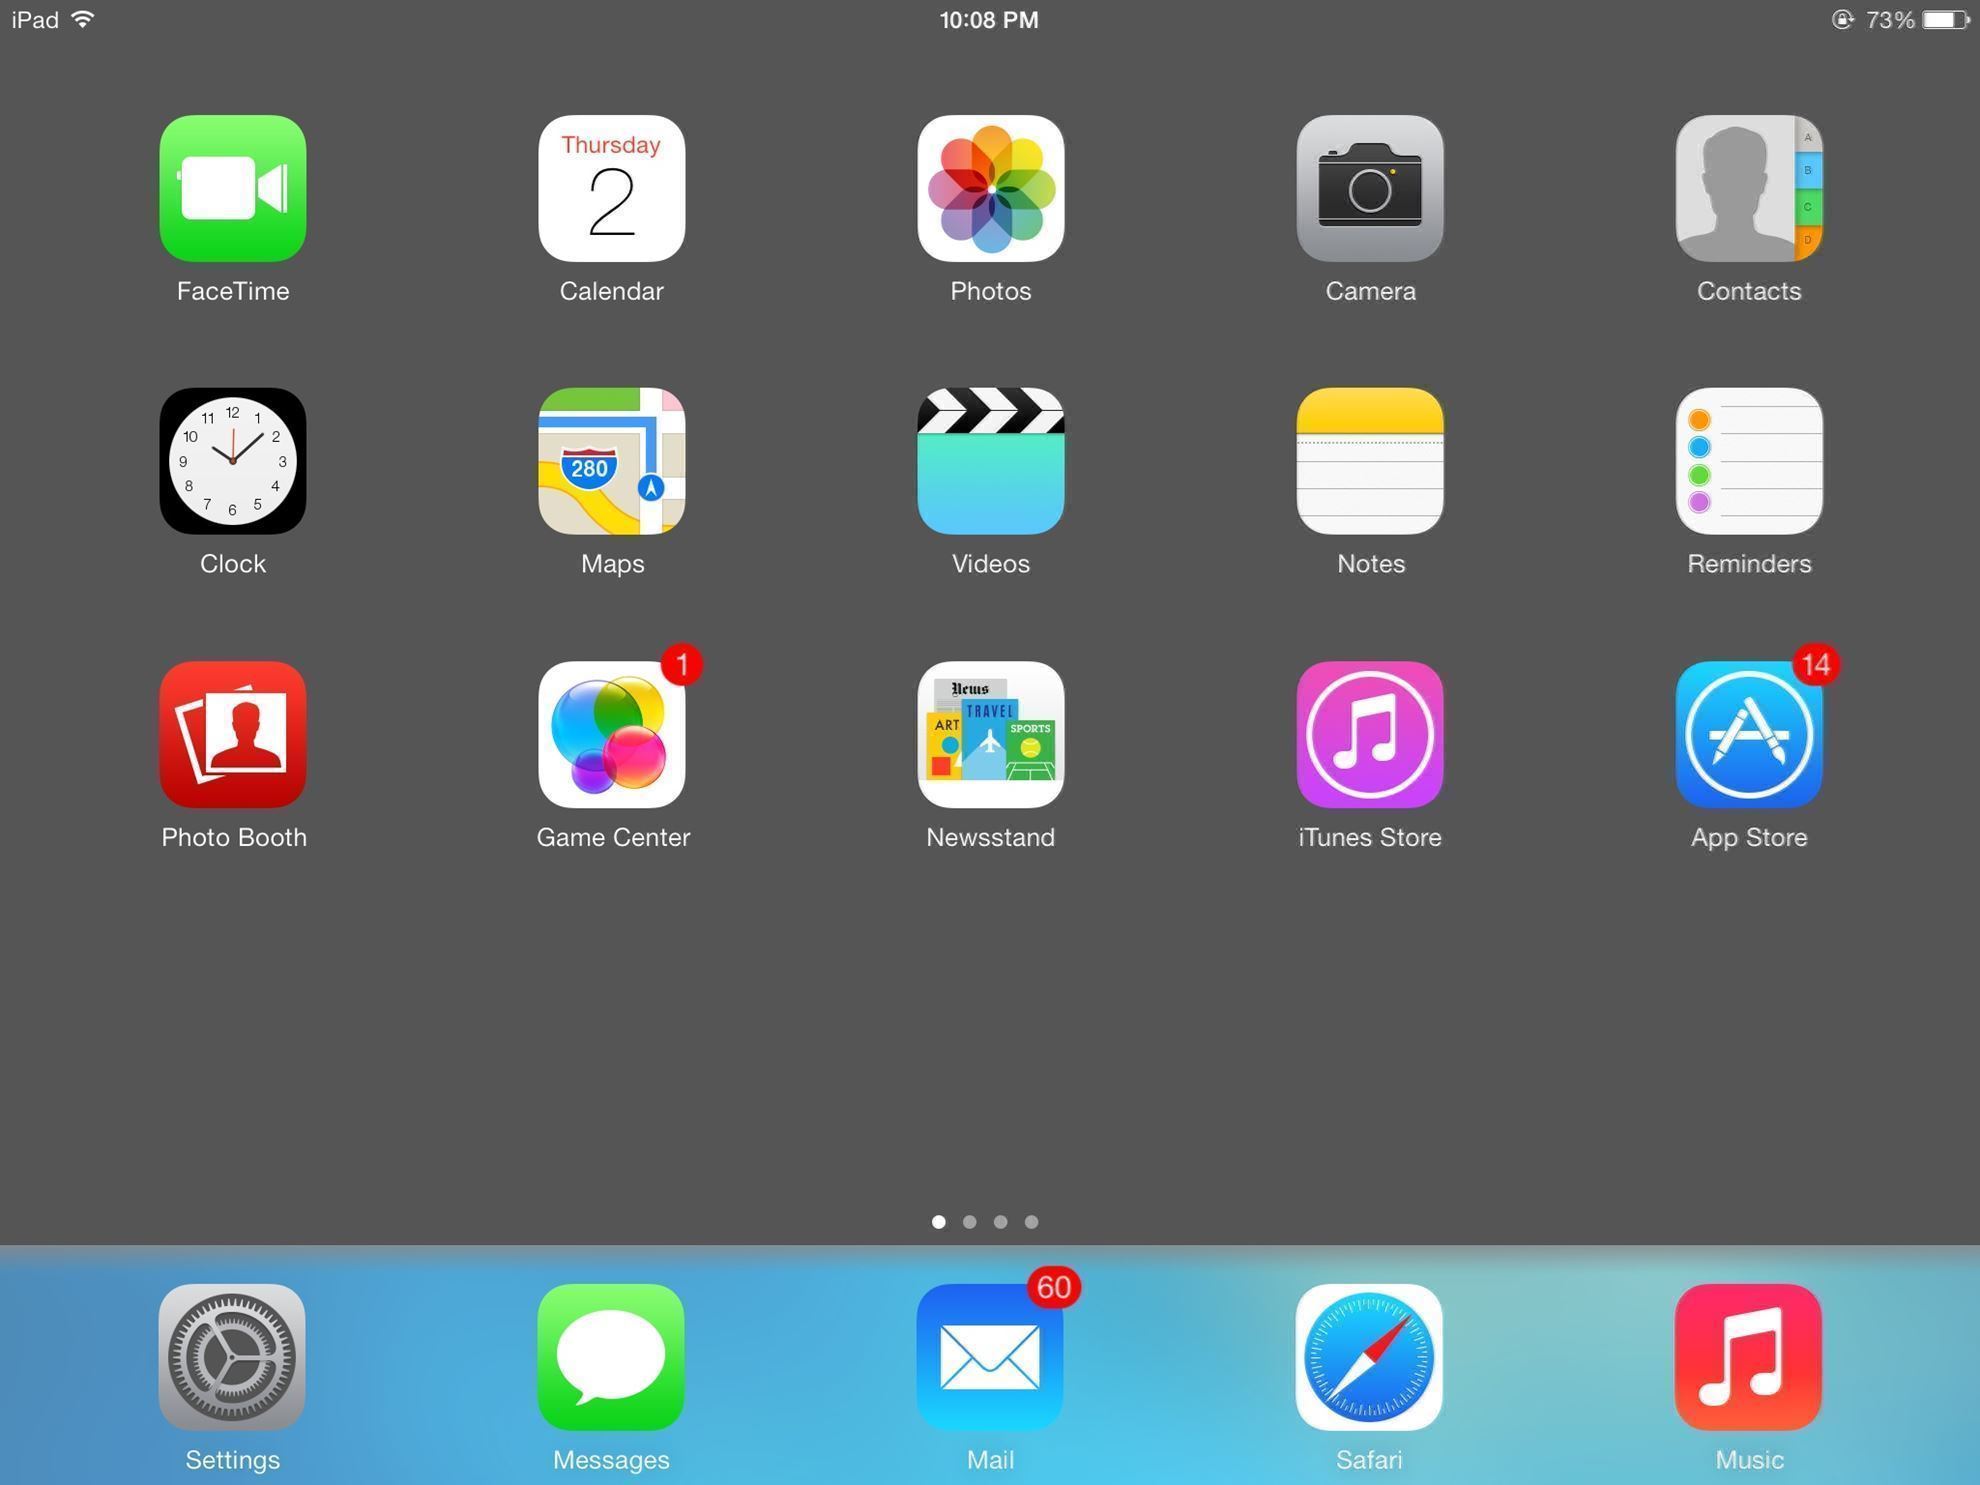 iPad 10:08 PM 73%
Thursday
2
A
B
C
D
FaceTime Calendar Photos Camera Contacts
12
11 1
10 2
9 3
8 4
7 5
6
280
Clock Maps Videos Notes Reminders
1 14
News
TRAVEL
ART SPORTS
Photo Booth Game Center Newsstand iTunes Store App Store
60
Settings Messages Mail Safari Music